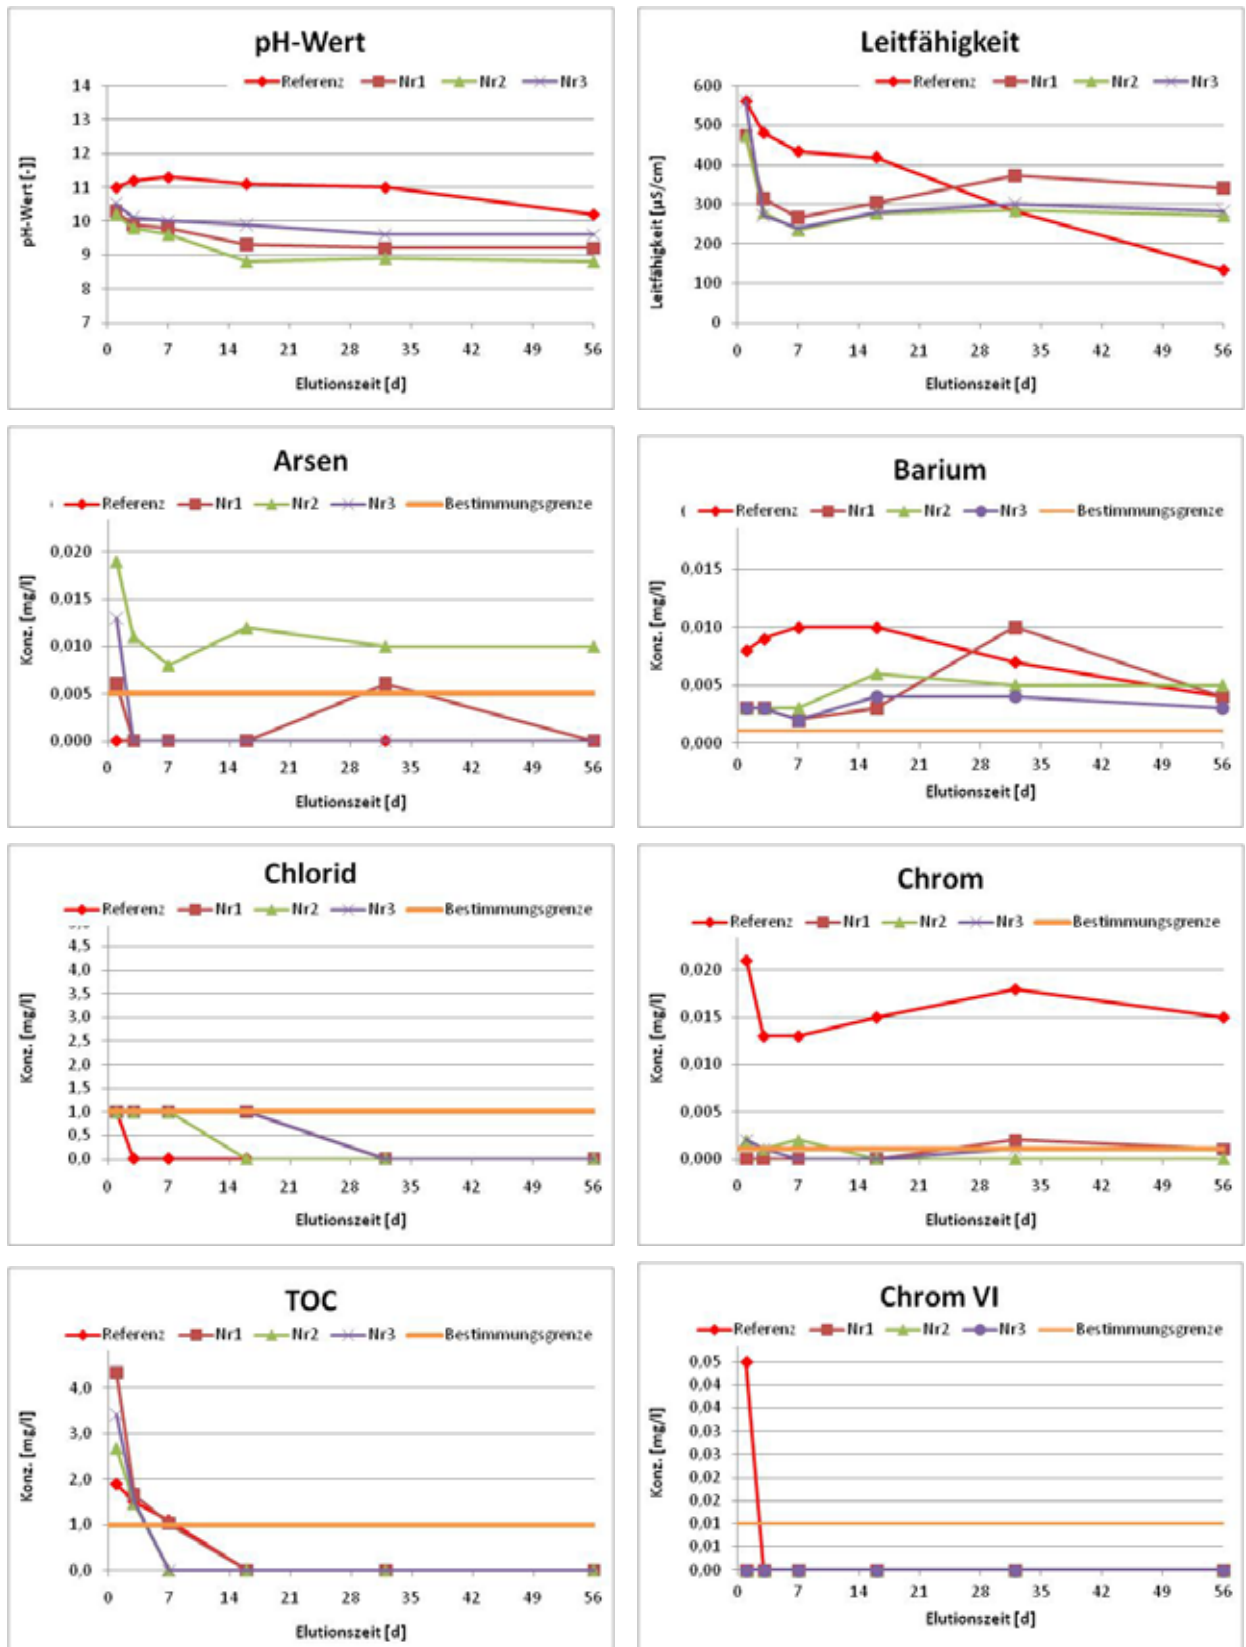 pH-Wert
Referenz Nr1 Nr2 Nr3
14
13
12
11
10
9
8
7
pH-Wert [-]]
0 7 14 21 28 35 42 49 56
Elutionszeit [d]
Leitfähigkeit
Referenz Nr1 Nr2 Nr3
600
500
400
300
200
100
0
Leitfähigkeit [µS/cm]
0 7 14 21 28 35 42 49 56
Elutionszeit [d]
Arsen
Referenz Nr1 Nr2 Nr3 Bestimmungsgrenze
0,020
0,015
0,010
0,005
0,000
Konz. [mg/l]
0 7 14 21 28 35 42 49 56
Elutionszeit [d]
Barium
Referenz Nr1 Nr2 Nr3 Bestimmungsgrenze
0,015
0,010
0,005
0,000
Konz. [mg/l]
0 7 14 21 28 35 42 49 56
Elutionszeit [d]
Chlorid
Referenz Nr1 Nr2 Nr3 Bestimmungsgrenze
5,0
4,5
4,0
3,5
3,0
2,5
2,0
1,5
1,0
0,5
0,0
Konz. [mg/l]
0 7 14 21 28 35 42 49 56
Elutionszeit [d]
Chrom
Referenz Nr1 Nr2 Nr3 Bestimmungsgrenze
0,020
0,015
0,010
0,005
0,000
Konz. [mg/l]
0 7 14 21 28 35 42 49 56
Elutionszeit [d]
TOC
Referenz Nr1 Nr2 Nr3 Bestimmungsgrenze
4,0
3,0
2,0
1,0
0,0
Konz. [mg/l]
0 7 14 21 28 35 42 49 56
Elutionszeit [d]
Chrom VI
Referenz Nr1 Nr2 Nr3 Bestimmungsgrenze
0,05
0,04
0,04
0,03
0,03
0,02
0,02
0,01
0,01
0,00
Konz. [mg/l]
0 7 14 21 28 35 42 49 56
Elutionszeit [d]